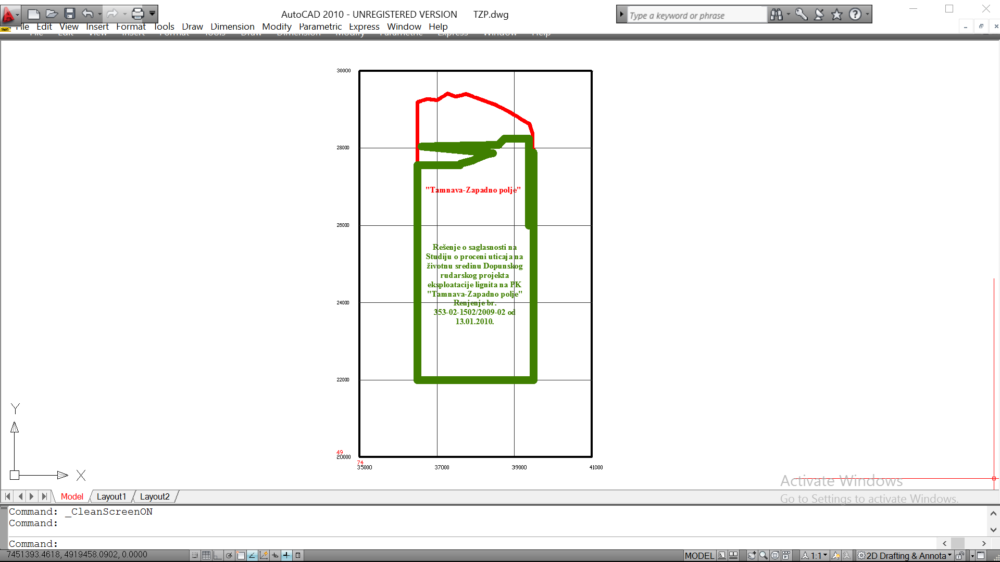 AutoCAD 2010 - UNREGISTERED VERSION TZP.dwg
Type a keyword or phrase
File Edit View Insert Format Tools Draw Dimension Modify Parametric Express Window Help
30000
28000
"Tamnava-Zapadno polje"
26000
Rešenje o saglasnosti na
Studiju o proceni uticaja na
životnu sredinu Dopunskog
rudarskog projekta
eksploatacije lignita na PK
"Tamnava-Zapadno polje"
24000
Renjenje br.
353-02-1502/2009-02 od
13.01.2010.
22000
Y
X
49
20000
74
35000 37000 39000 41000
Activate Windows
Go to Settings to activate Windows.
Model Layout1 Layout2
Command: _CleanScreenON
Command:
Command:
7451393.4618, 4919458.0902, 0.0000
MODEL 1:1 2D Drafting & Annota